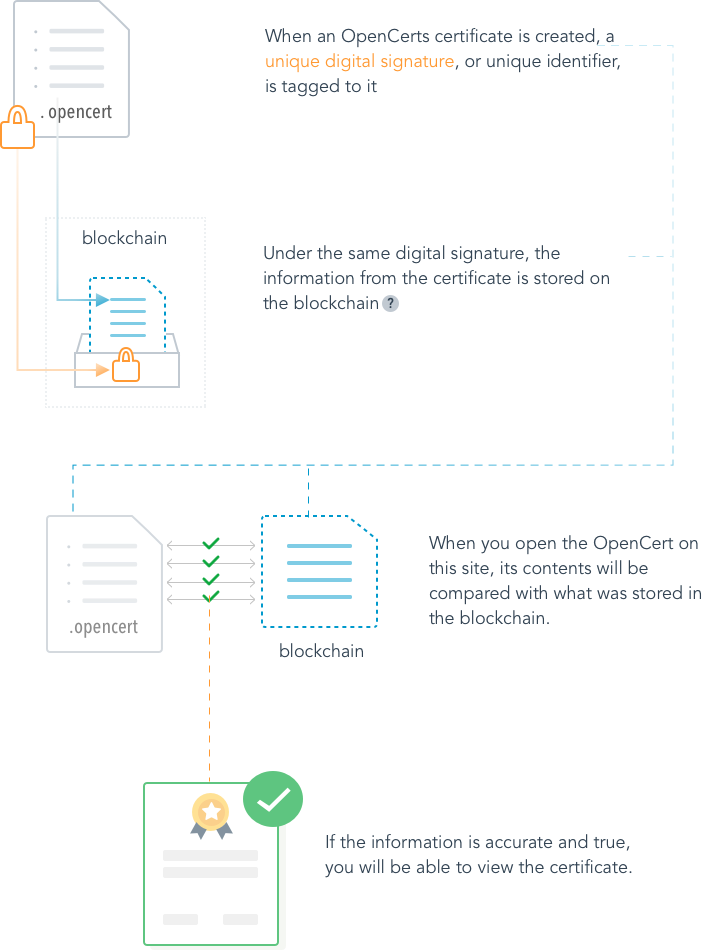 When an OpenCerts certificate is created, a
unique digital signature, or unique identifier,
is tagged to it
. opencert
blockchain
Under the same digital signature, the
information from the certificate is stored on
the blockchain ?
.opencert
blockchain
When you open the OpenCert on
this site, its contents will be
compared with what was stored in
the blockchain.
If the information is accurate and true,
you will be able to view the certificate.